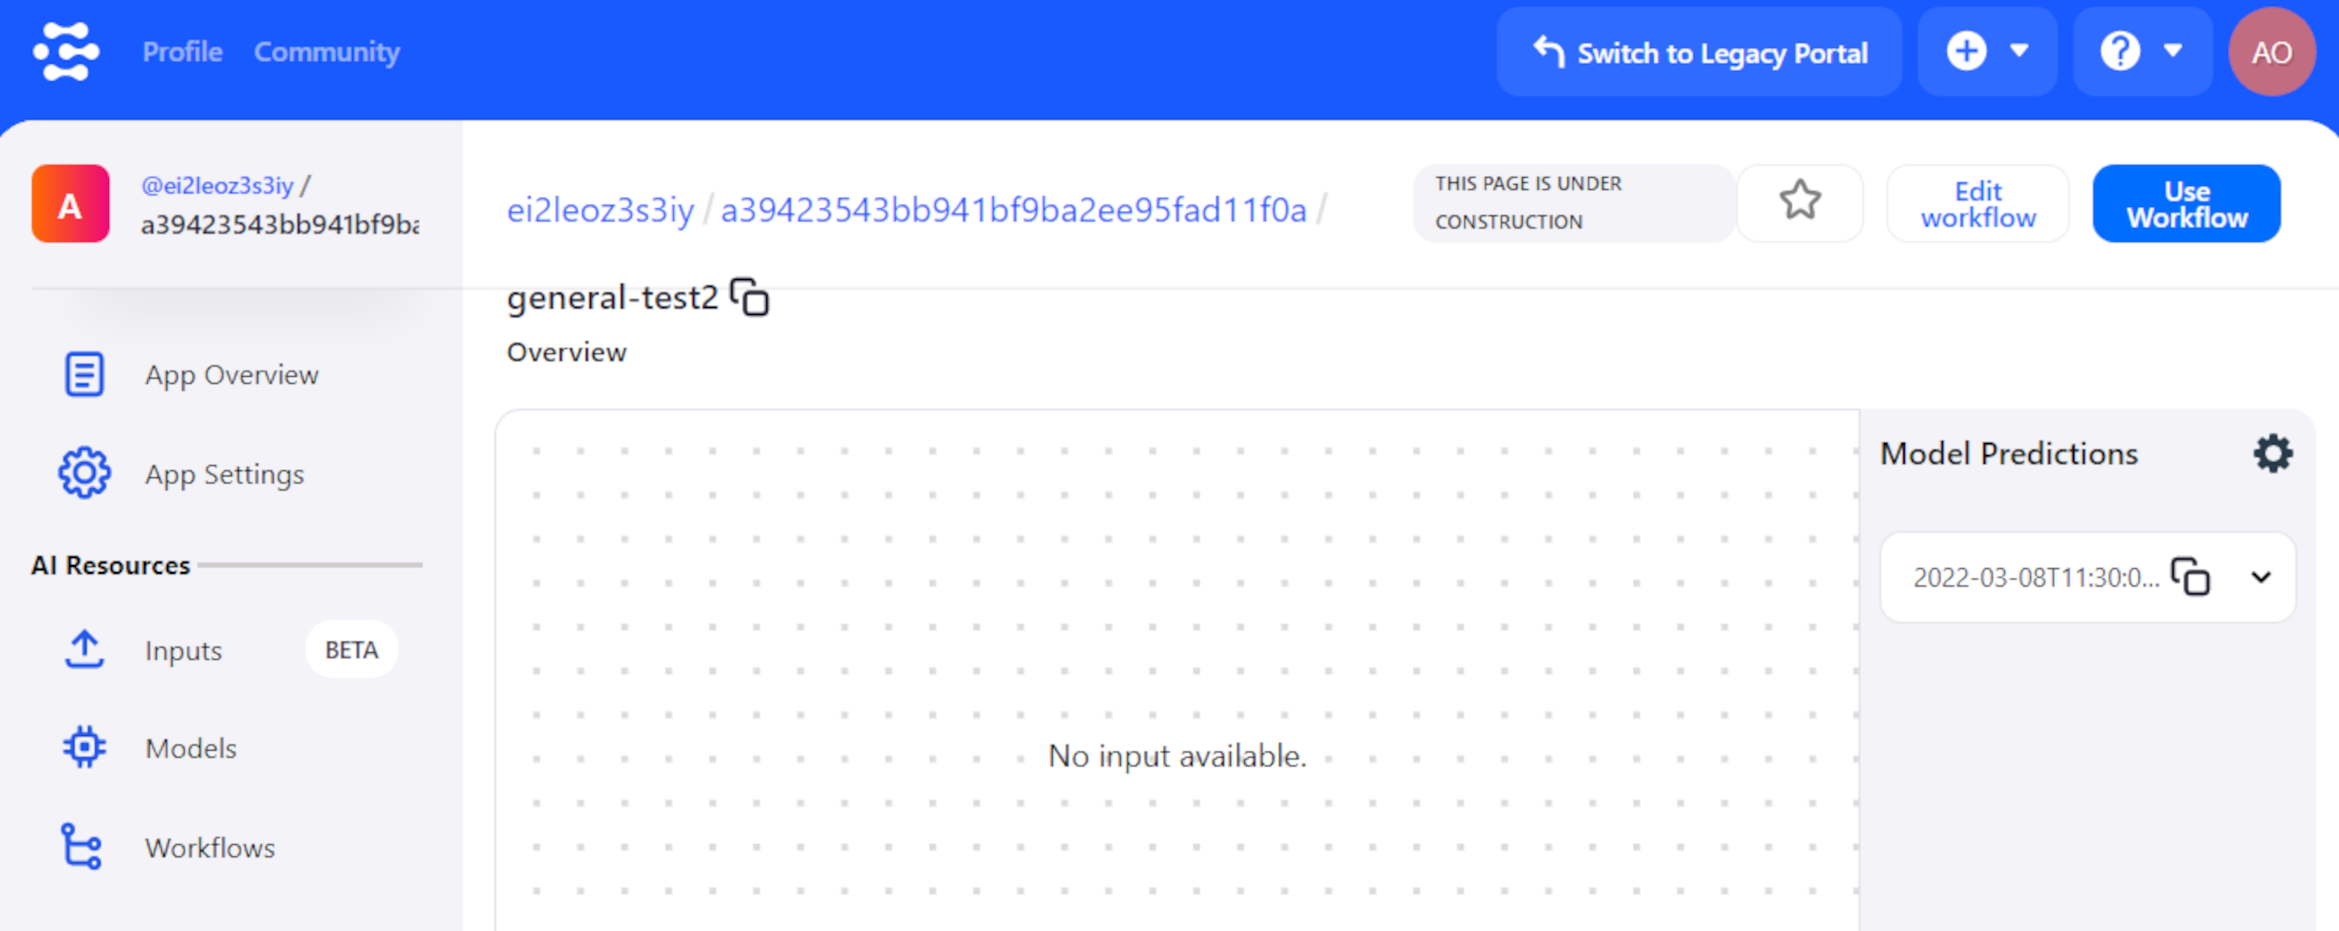 Profile Community
Switch to Legacy Portal
AO
A
@ei2leoz3s3iy /
a39423543bb941bf9ba
ei2leoz3s3iy / a39423543bb941bf9ba2ee95fad11f0a /
THIS PAGE IS UNDER
CONSTRUCTION
Edit
workflow
Use
Workflow
general-test2
Overview
App Overview
App Settings
AI Resources
Inputs BETA
Models
Workflows
No input available.
Model Predictions
2022-03-08T11:30:0...